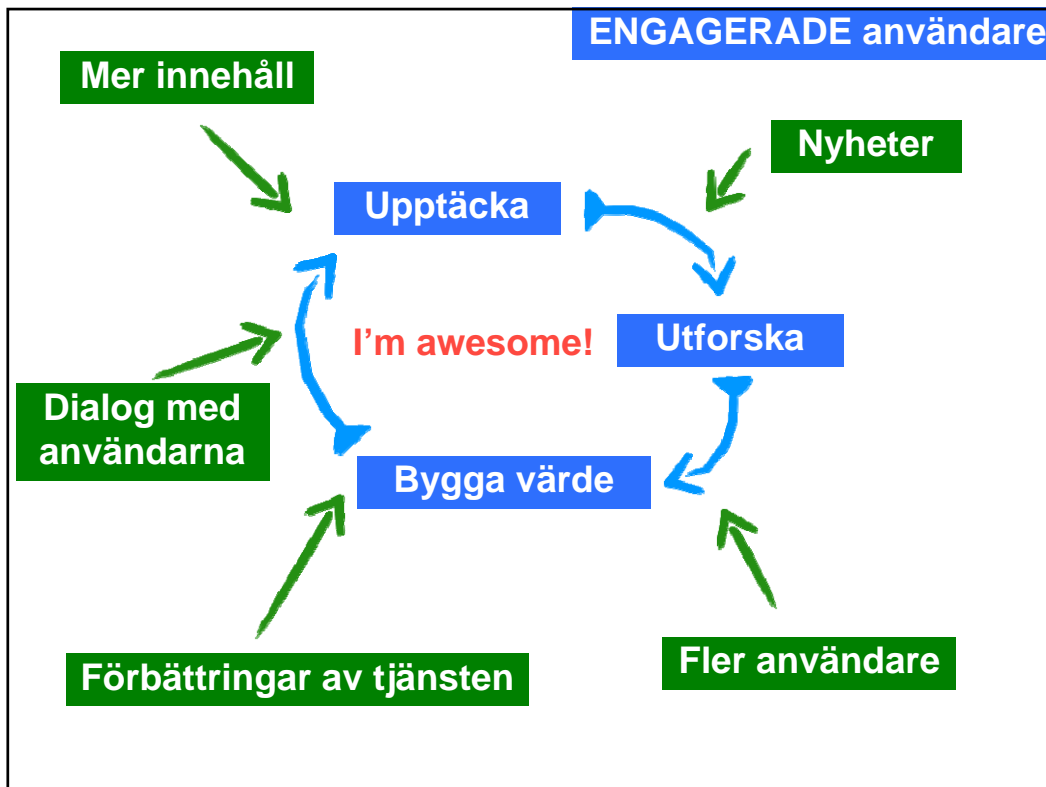 ENGAGERADE användare
Mer innehåll
Nyheter
Upptäcka
I'm awesome!
Utforska
Dialog med
användarna
Bygga värde
Förbättringar av tjänsten
Fler användare